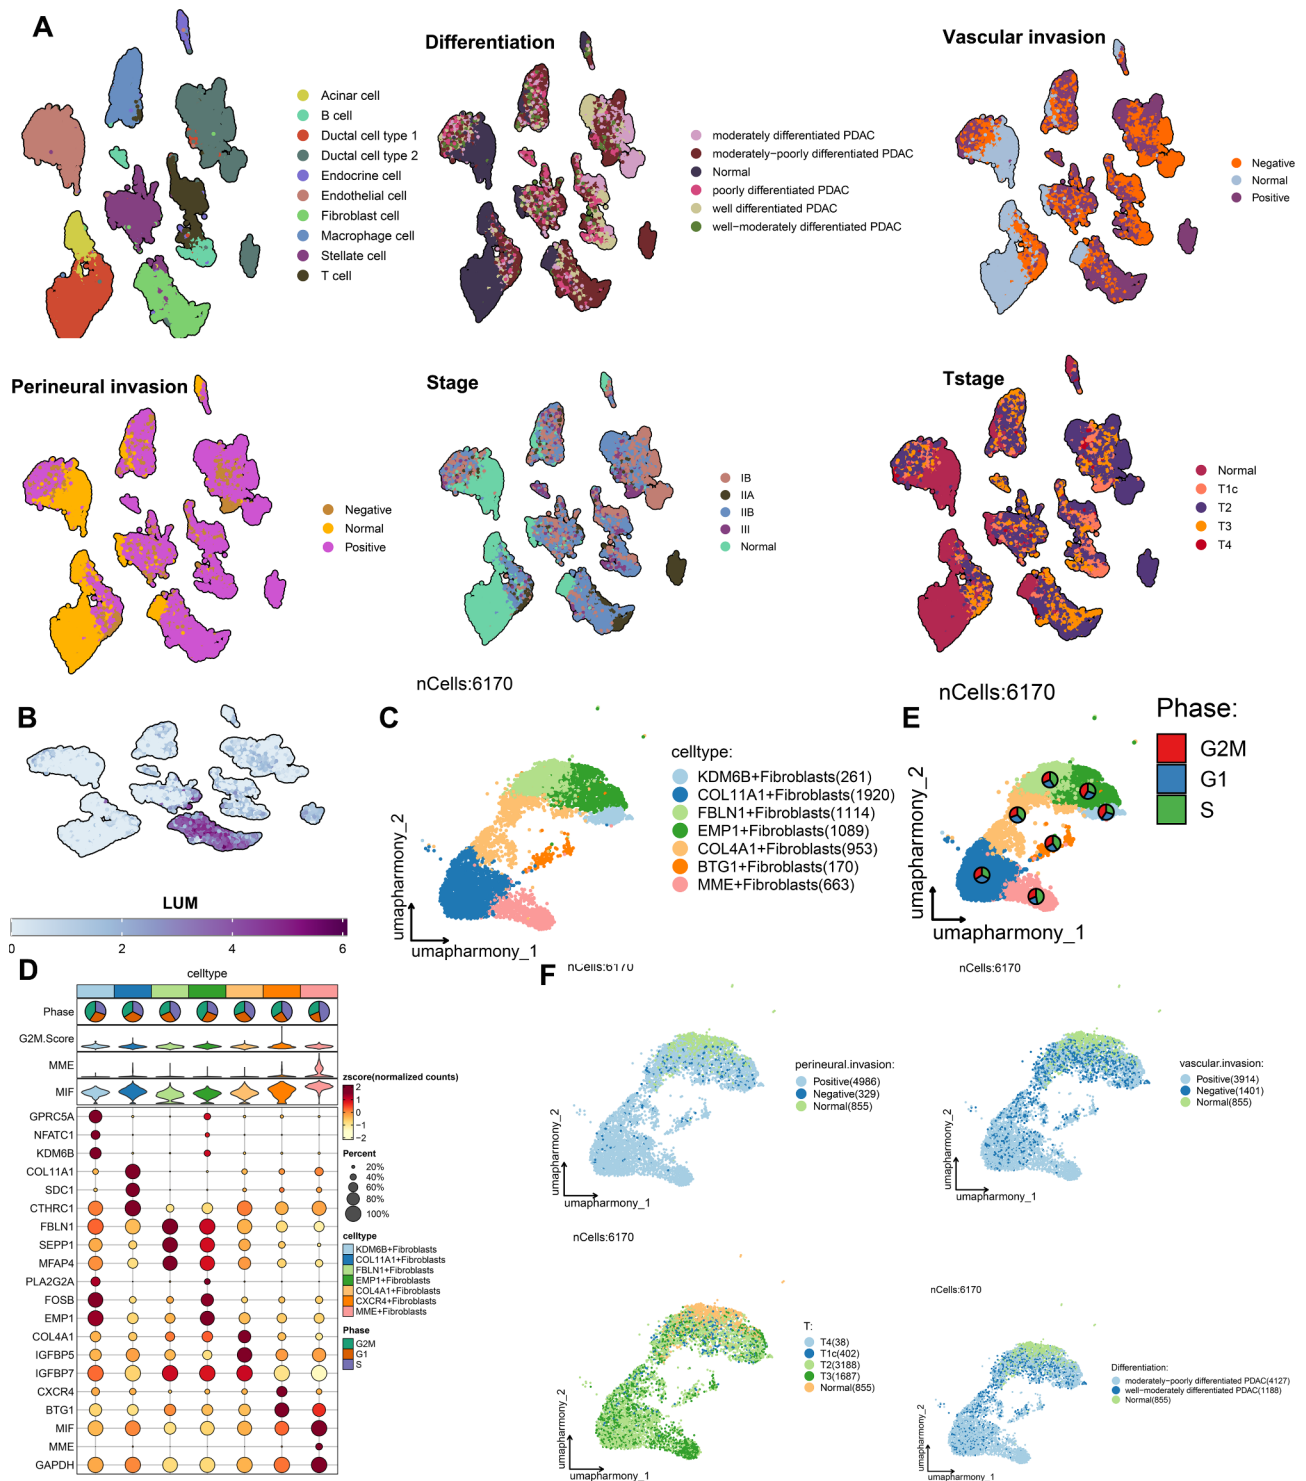 A
Acinar cell
B cell
Ductal cell type 1
Ductal cell type 2
Endocrine cell
Endothelial cell
Fibroblast cell
Macrophage cell
Stellate cell
T cell
Differentiation
moderately differentiated PDAC
moderately-poorly differentiated PDAC
Normal
poorly differentiated PDAC
well differentiated PDAC
well-moderately differentiated PDAC
Vascular invasion
Negative
Normal
Positive
Perineural invasion
Negative
Normal
Positive
Stage
IB
IIA
IIB
III
Normal
Tstage
Normal
T1c
T2
T3
T4
B
LUM
0 2 4 6
C
nCells:6170
umapharmony_2
umapharmony_1
celltype:
KDM6B+Fibroblasts(261)
COL11A1+Fibroblasts(1920)
FBLN1+Fibroblasts(1114)
EMP1+Fibroblasts(1089)
COL4A1+Fibroblasts(953)
BTG1+Fibroblasts(170)
MME+Fibroblasts(663)
nCells:6170
E
umapharmony_2
umapharmony_1
Phase:
G2M
G1
S
D
celltype
Phase
G2M.Score
MME
MIF
GPRC5A
NFATC1
KDM6B
COL11A1
SDC1
CTHRC1
FBLN1
SEPP1
MFAP4
PLA2G2A
FOSB
EMP1
COL4A1
IGFBP5
IGFBP7
CXCR4
BTG1
MIF
MME
GAPDH
zscore(normalized counts)
2
1
0
−1
−2
Percent
20%
40%
60%
80%
100%
celltype
KDM6B+Fibroblasts
COL11A1+Fibroblasts
FBLN1+Fibroblasts
EMP1+Fibroblasts
COL4A1+Fibroblasts
CXCR4+Fibroblasts
MME+Fibroblasts
Phase
G2M
G1
S
F
nCells:6170
umapharmony_2
umapharmony_1
perineural.invasion:
Positive(4986)
Negative(329)
Normal(855)
nCells:6170
umapharmony_2
umapharmony_1
vascular.invasion:
Positive(3914)
Negative(1401)
Normal(855)
nCells:6170
umapharmony_2
umapharmony_1
T:
T4(38)
T1c(402)
T2(3188)
T3(1687)
Normal(855)
nCells:6170
umapharmony_2
umapharmony_1
Differentiation:
moderately-poorly differentiated PDAC(4127)
well-moderately differentiated PDAC(1188)
Normal(855)